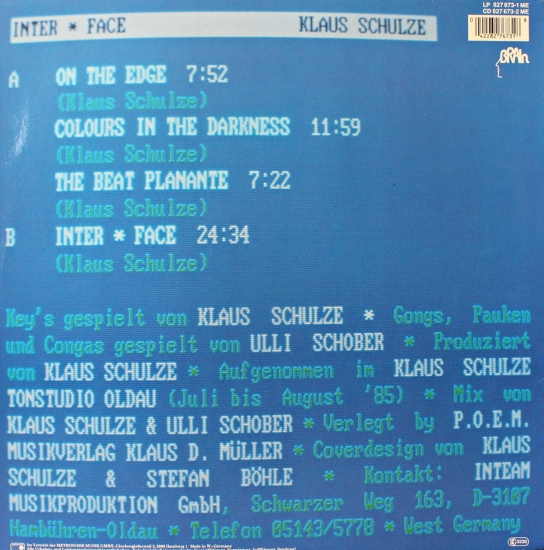 LP 827 673-1 ME
CD 827 673-2 ME
INTER * FACE KLAUS SCHULZE
0 42282 76731 8
BRAIN
A ON THE EDGE 7:52
(Klaus Schulze)
COLOURS IN THE DARKNESS 11:59
(Klaus Schulze)
THE BEAT PLANANTE 7:22
(Klaus Schulze)
B INTER * FACE 24:34
(Klaus Schulze)
Key's gespielt von KLAUS SCHULZE * Gongs, Pauken
und Congas gespielt von ULLI SCHOBER * Produziert
von KLAUS SCHULZE * Aufgenommen im KLAUS SCHULZE
TONSTUDIO OLDAU (Juli bis August '85) * Mix von
KLAUS SCHULZE & ULLI SCHOBER * Verlegt by P.O.E.M.
MUSIKVERLAG KLAUS D. MÜLLER * Coverdesign von KLAUS
SCHULZE & STEFAN BÖHLE * Kontakt: INTEAM
MUSIKPRODUKTION GmbH, Schwarzer Weg 163, D-3107
Hambühren-Oldau * Telefon 05143/5778 * West Germany